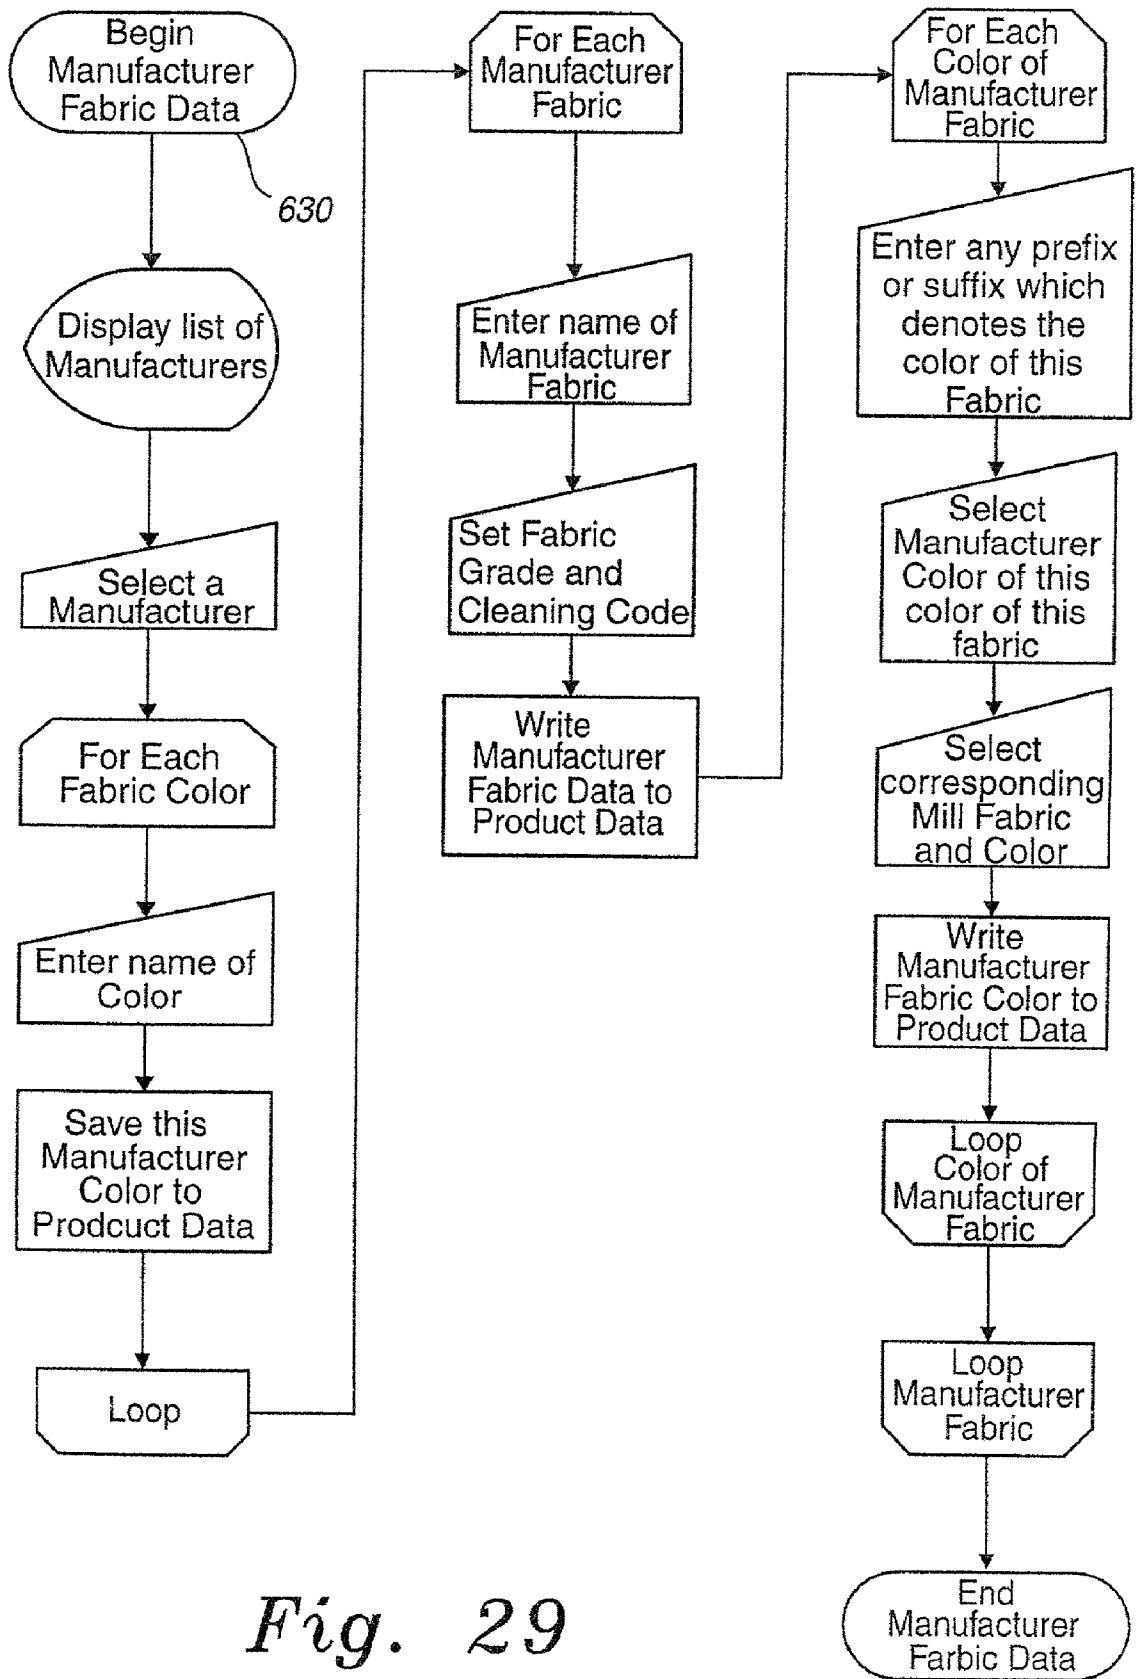 Begin
Manufacturer
Fabric Data
630
Display list of
Manufacturers
Select a
Manufacturer
For Each
Fabric Color
Enter name of
Color
Save this
Manufacturer
Color to
Prodcuct Data
Loop
For Each
Manufacturer
Fabric
Enter name of
Manufacturer
Fabric
Set Fabric
Grade and
Cleaning Code
Write
Manufacturer
Fabric Data to
Product Data
For Each
Color of
Manufacturer
Fabric
Enter any prefix
or suffix which
denotes the
color of this
Fabric
Select
Manufacturer
Color of this
color of this
fabric
Select
corresponding
Mill Fabric
and Color
Write
Manufacturer
Fabric Color to
Product Data
Loop
Color of
Manufacturer
Fabric
Loop
Manufacturer
Fabric
End
Manufacturer
Farbic Data
Fig. 29